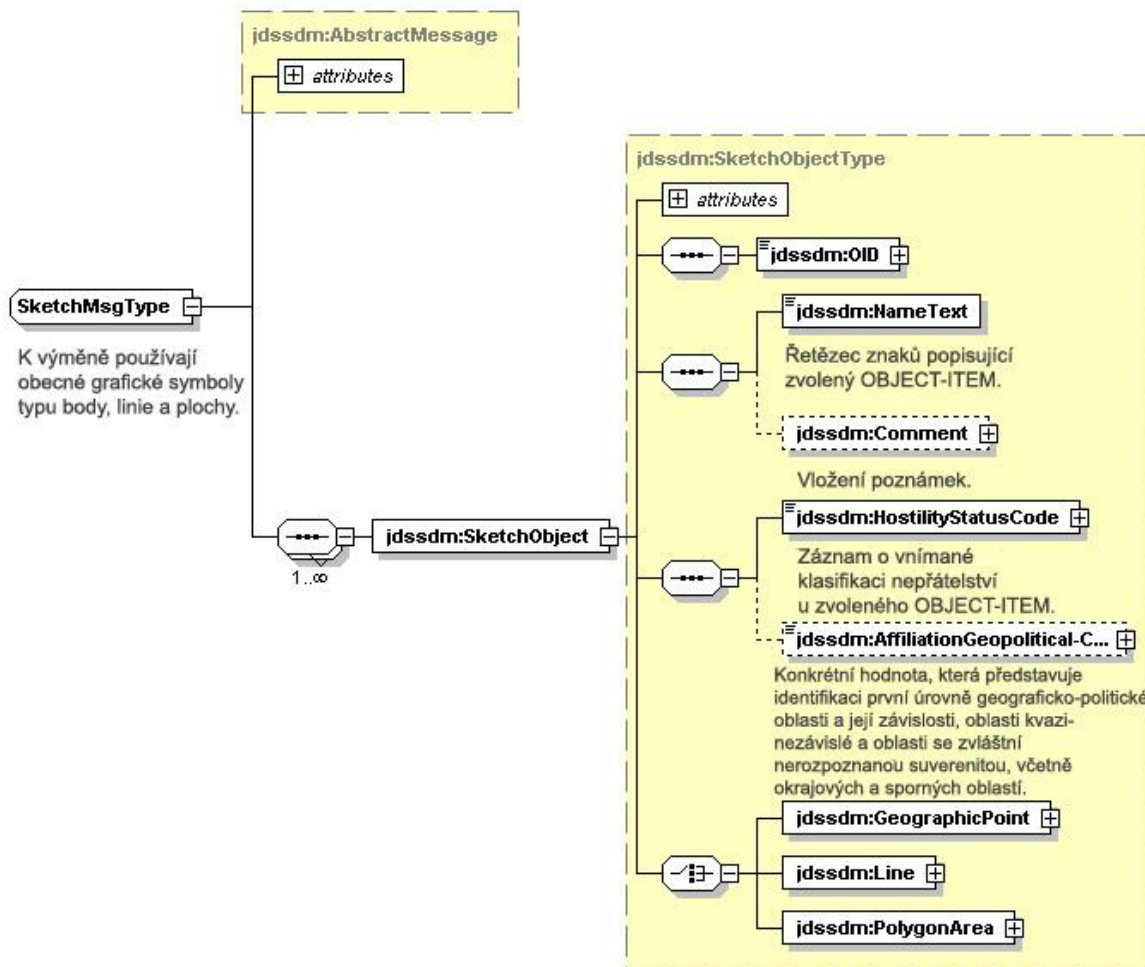 jdssdm:AbstractMessage
attributes
jdssdm:SketchObjectType
attributes
jdssdm:OID
SketchMsgType
K výměně používají
obecné grafické symboly
typu body, linie a plochy.
jdssdm:NameText
Řetězec znaků popisující
zvolený OBJECT-ITEM.
jdssdm:Comment
Vložení poznámek.
jdssdm:SketchObject
1..∞
jdssdm:HostilityStatusCode
Záznam o vnímané
klasifikaci nepřátelství
u zvoleného OBJECT-ITEM.
jdssdm:AffiliationGeopolitical-C...
Konkrétní hodnota, která představuje
identifikaci první úrovně geograficko-politické
oblasti a její závislosti, oblasti kvazi-
nezávislé a oblasti se zvláštní
nerozpoznanou suverenitou, včetně
okrajových a sporných oblastí.
jdssdm:GeographicPoint
jdssdm:Line
jdssdm:PolygonArea